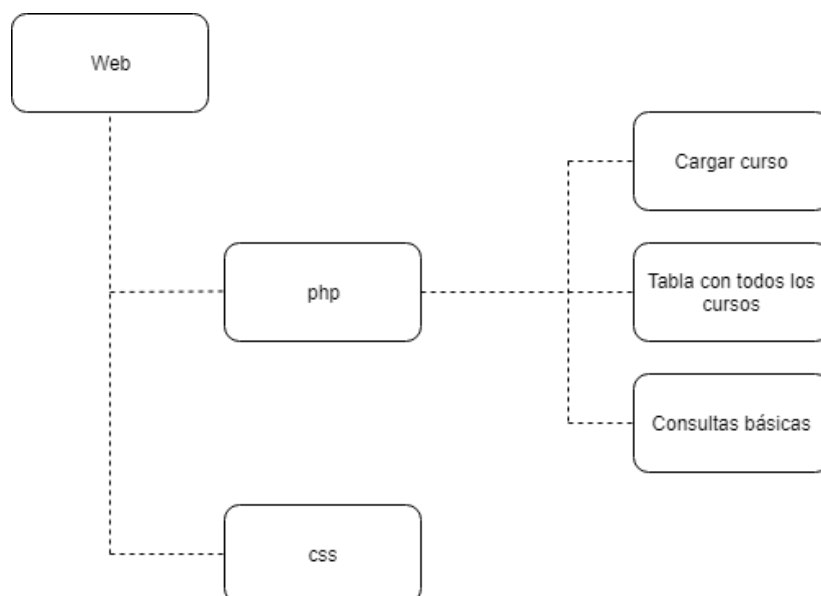 Web
Cargar curso
php
Tabla con todos los
cursos
Consultas básicas
css